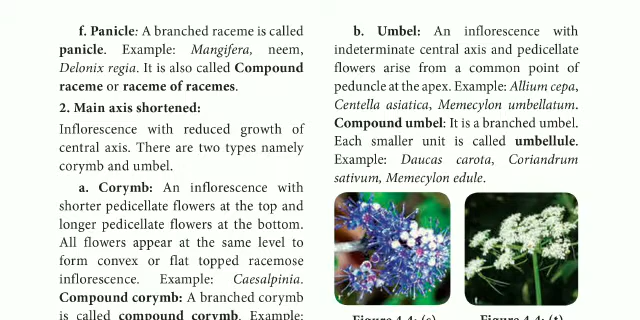 f. Panicle: A branched raceme is called
panicle. Example: Mangifera, neem,
Delonix regia. It is also called Compound
raceme or raceme of racemes.
2. Main axis shortened:
Inflorescence with reduced growth of
central axis. There are two types namely
corymb and umbel.
a. Corymb: An inflorescence with
shorter pedicellate flowers at the top and
longer pedicellate flowers at the bottom.
All flowers appear at the same level to
form convex or flat topped racemose
inflorescence. Example: Caesalpinia.
Compound corymb: A branched corymb
is called compound corymb. Example:
b. Umbel: An inflorescence with
indeterminate central axis and pedicellate
flowers arise from a common point of
peduncle at the apex. Example: Allium cepa,
Centella asiatica, Memecylon umbellatum.
Compound umbel: It is a branched umbel.
Each smaller unit is called umbellule.
Example: Daucas carota, Coriandrum
sativum, Memecylon edule.
Figure 4.4: (s)
Figure 4.4: (t)